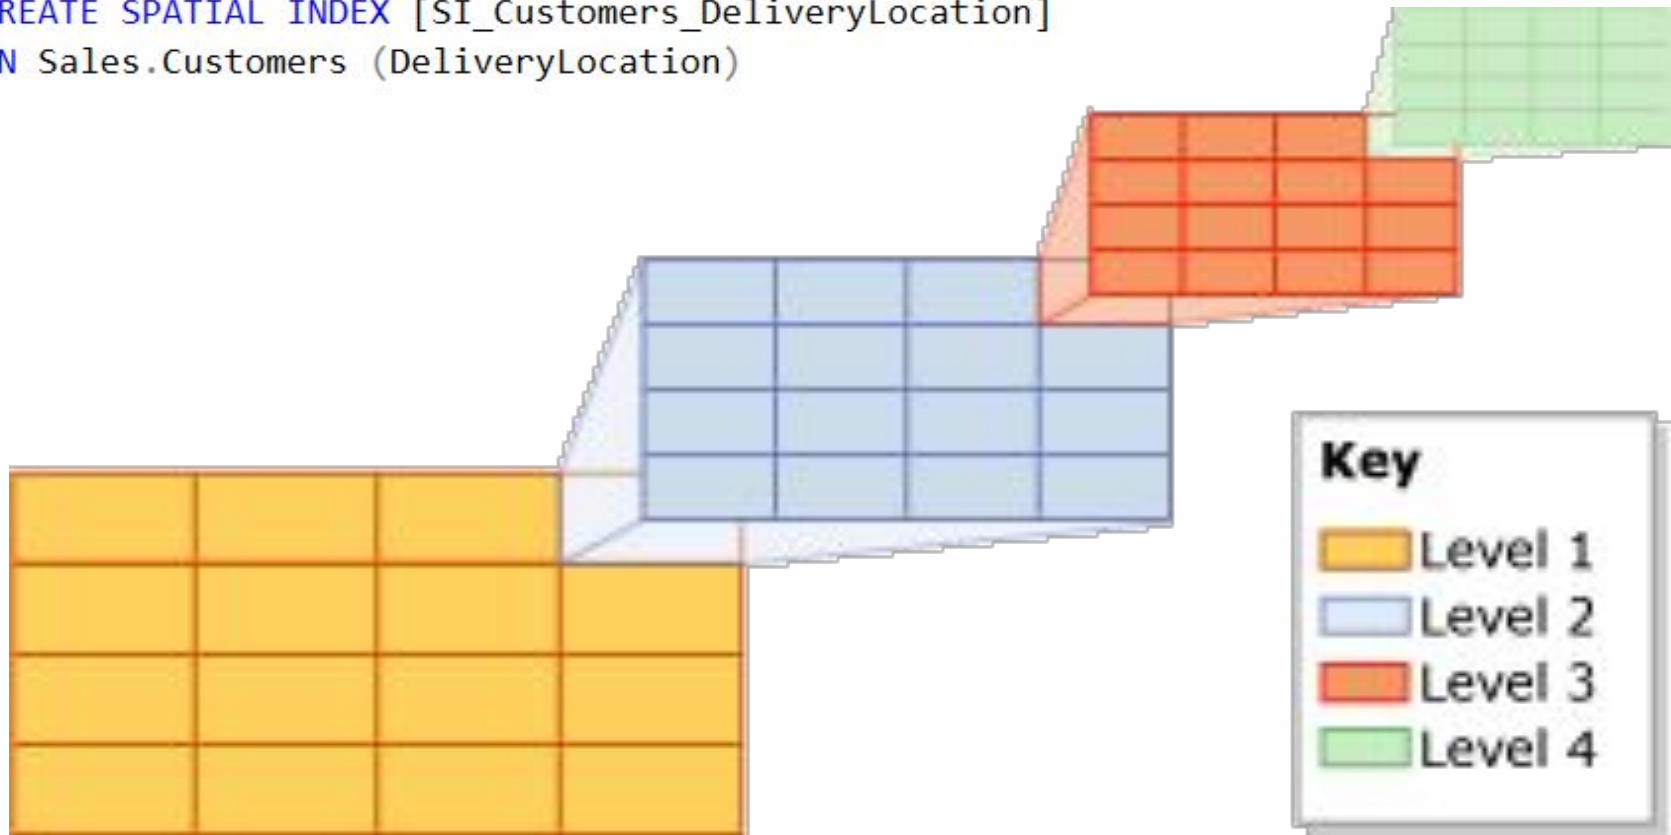 REATE SPATIAL INDEX [SI_Customers_DeliveryLocation]
N Sales.Customers (DeliveryLocation)
Key
Level 1
Level 2
Level 3
Level 4